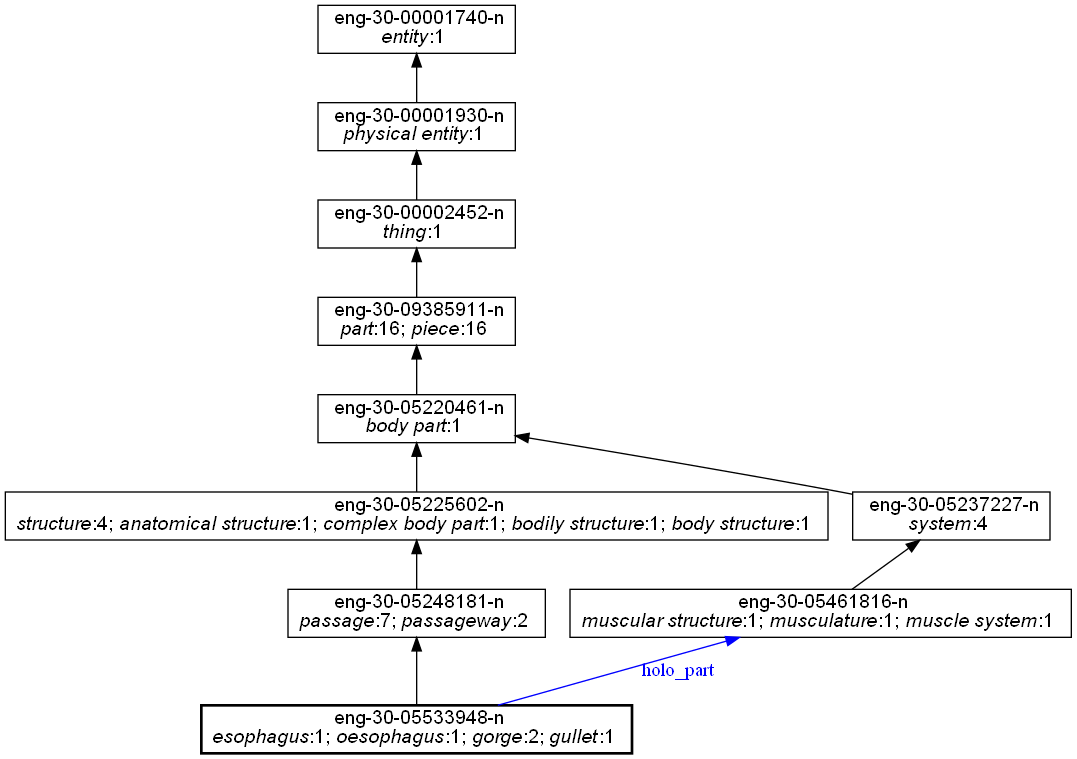 eng-30-00001740-n
entity:1
eng-30-00001930-n
physical entity:1
eng-30-00002452-n
thing:1
eng-30-09385911-n
part:16; piece:16
eng-30-05220461-n
body part:1
eng-30-05225602-n
structure:4; anatomical structure:1; complex body part:1; bodily structure:1; body structure:1
eng-30-05237227-n
system:4
eng-30-05248181-n
passage:7; passageway:2
eng-30-05461816-n
muscular structure:1; musculature:1; muscle system:1
holo_part
eng-30-05533948-n
esophagus:1; oesophagus:1; gorge:2; gullet:1